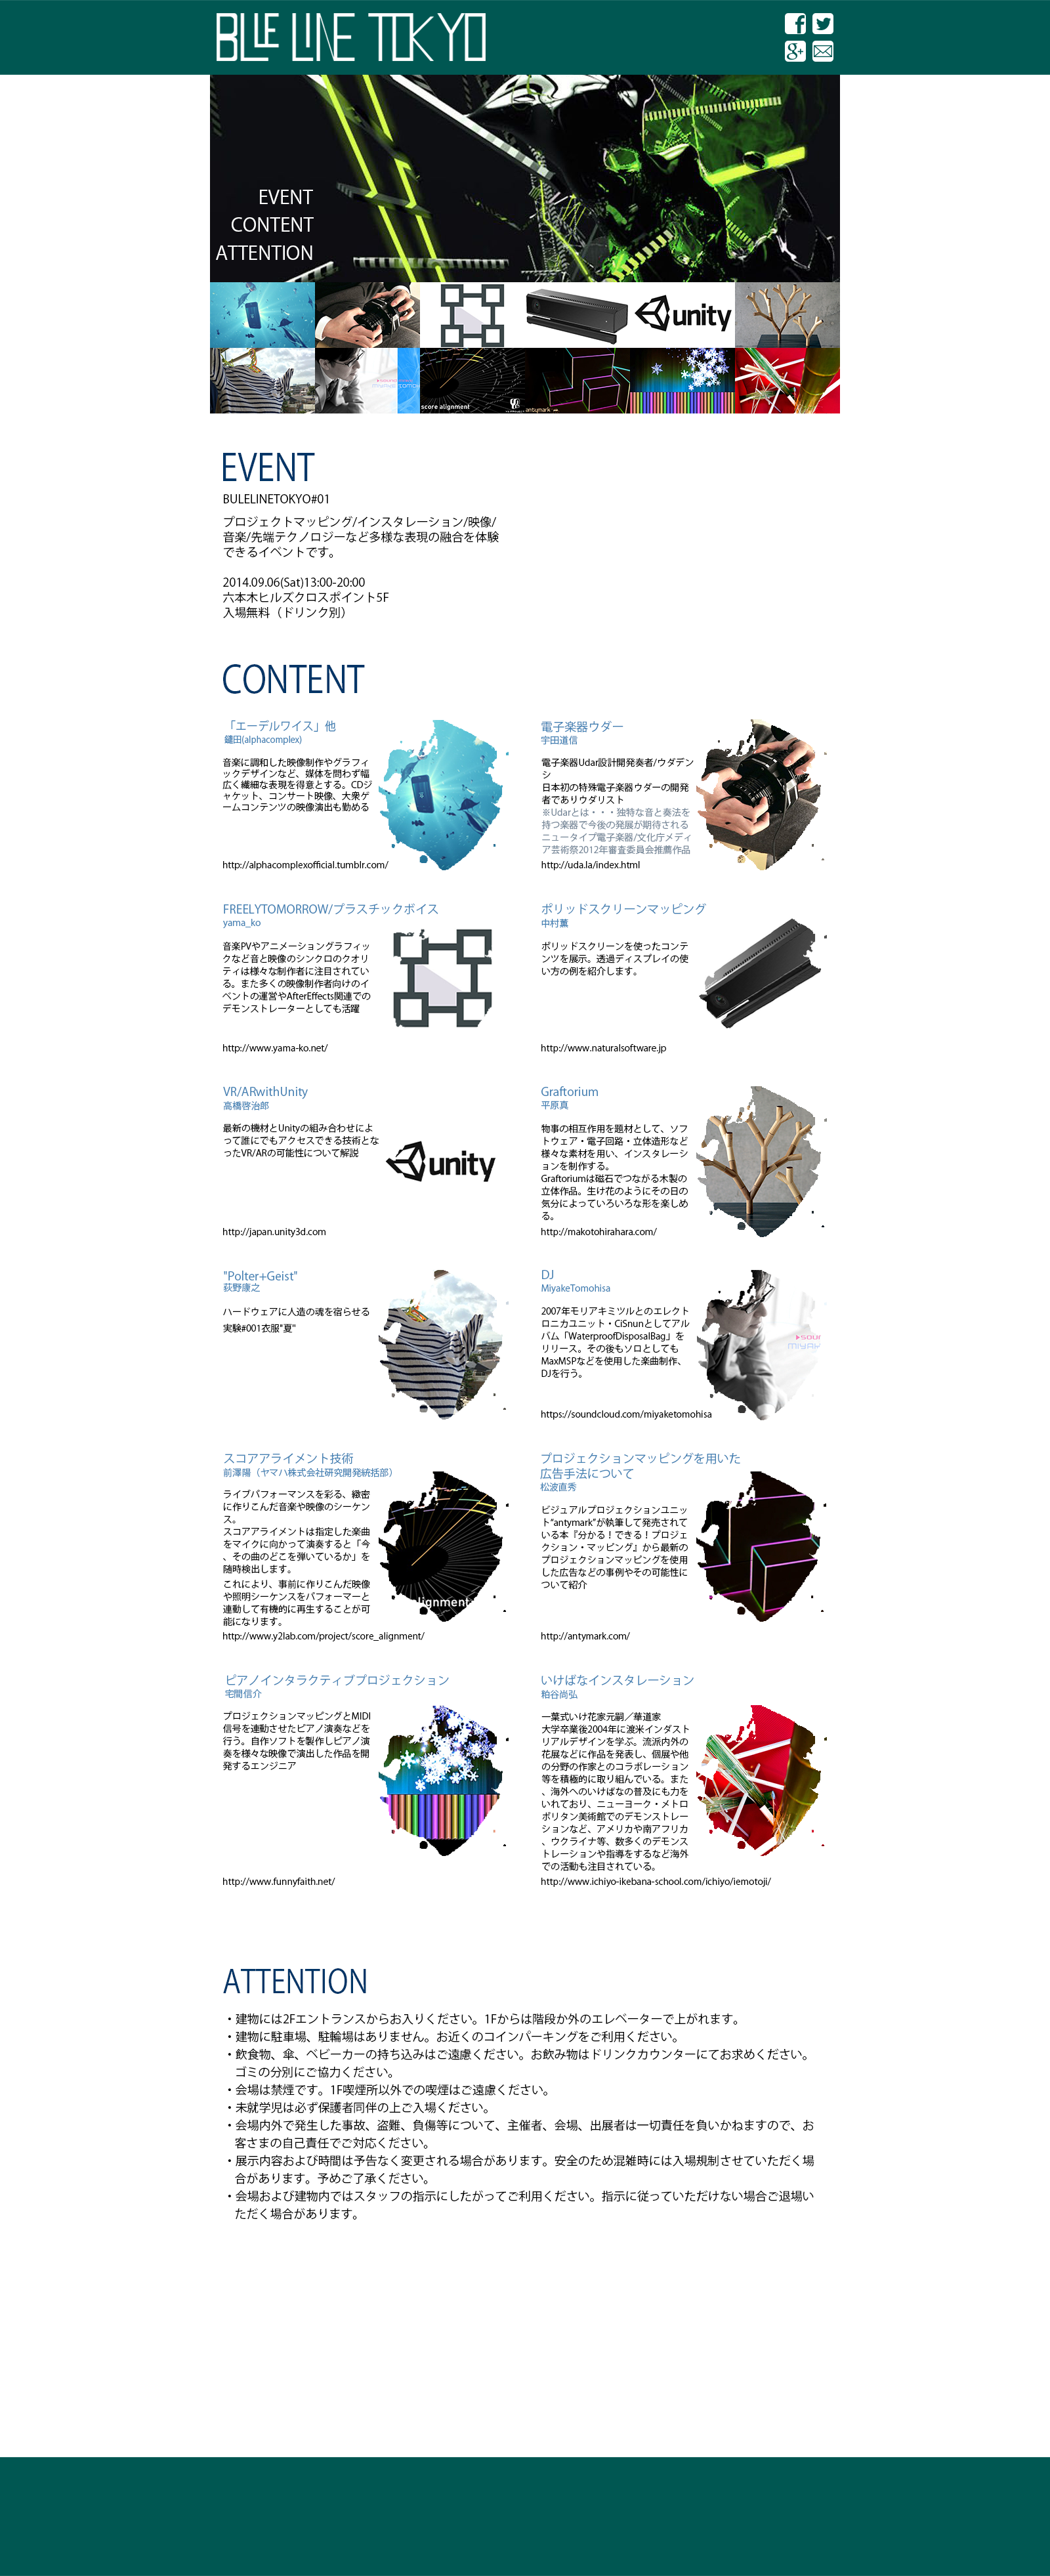 BLUE LINE TOKYO
EVENT
CONTENT
ATTENTION
unity
score alignment
antymark
EVENT
BULELINETOKYO#01
プロジェクトマッピング/インスタレーション/映像/
音楽/先端テクノロジーなど多様な表現の融合を体験
できるイベントです。
2014.09.06(Sat)13:00-20:00
六本木ヒルズクロスポイント5F
入場無料（ドリンク別）
CONTENT
「エーデルワイス」他
鑓田(alphacomplex)
音楽に調和した映像制作やグラフィ
ックデザインなど、媒体を問わず幅
広く繊細な表現を得意とする。CDジ
ャケット、コンサート映像、大衆ゲ
ームコンテンツの映像演出も勤める
http://alphacomplexofficial.tumblr.com/
電子楽器ウダー
宇田道信
電子楽器Udar設計開発奏者/ウダデン
シ
日本初の特殊電子楽器ウダーの開発
者でありウダリスト
※Udarとは・・・独特な音と奏法を
持つ楽器で今後の発展が期待される
ニュータイプ電子楽器/文化庁メディ
ア芸術祭2012年審査委員会推薦作品
http://uda.la/index.html
FREELYTOMORROW/プラスチックボイス
yama_ko
音楽PVやアニメーショングラフィッ
クなど音と映像のシンクロのクオリ
ティは様々な制作者に注目されてい
る。また多くの映像制作者向けのイ
ベントの運営やAfterEffects関連での
デモンストレーターとしても活躍
http://www.yama-ko.net/
ポリッドスクリーンマッピング
中村薫
ポリッドスクリーンを使ったコンテ
ンツを展示。透過ディスプレイの使
い方の例を紹介します。
http://www.naturalsoftware.jp
VR/ARwithUnity
高橋啓治郎
最新の機材とUnityの組み合わせによ
って誰にでもアクセスできる技術とな
ったVR/ARの可能性について解説
unity
http://japan.unity3d.com
Graftorium
平原真
物事の相互作用を題材として、ソフ
トウェア・電子回路・立体造形など
様々な素材を用い、インスタレーシ
ョンを制作する。
Graftoriumは磁石でつながる木製の
立体作品。生け花のようにその日の
気分によっていろいろな形を楽しめ
る。
http://makotohirahara.com/
"Polter+Geist"
荻野康之
ハードウェアに人造の魂を宿らせる
実験#001衣服"夏"
DJ
MiyakeTomohisa
2007年モリアキミツルとのエレクト
ロニカユニット・CiSnunとしてアル
バム「WaterproofDisposalBag」を
リリース。その後もソロとしても
MaxMSPなどを使用した楽曲制作、
DJを行う。
https://soundcloud.com/miyaketomohisa
スコアアライメント技術
前澤陽（ヤマハ株式会社研究開発統括部）
ライブパフォーマンスを彩る、緻密
に作りこんだ音楽や映像のシーケン
ス。
スコアアライメントは指定した楽曲
をマイクに向かって演奏すると「今
、その曲のどこを弾いているか」を
随時検出します。
これにより、事前に作りこんだ映像
や照明シーケンスをパフォーマーと
連動して有機的に再生することが可
能になります。
http://www.y2lab.com/project/score_alignment/
プロジェクションマッピングを用いた
広告手法について
松波直秀
ビジュアルプロジェクションユニッ
ト"antymark"が執筆して発売されて
いる本『分かる！できる！プロジェ
クション・マッピング』から最新の
プロジェクションマッピングを使用
した広告などの事例やその可能性に
ついて紹介
http://antymark.com/
ピアノインタラクティブプロジェクション
宅間信介
プロジェクションマッピングとMIDI
信号を連動させたピアノ演奏などを
行う。自作ソフトを製作しピアノ演
奏を様々な映像で演出した作品を開
発するエンジニア
http://www.funnyfaith.net/
いけばなインスタレーション
粕谷尚弘
一葉式いけ花家元嗣／華道家
大学卒業後2004年に渡米インダスト
リアルデザインを学ぶ。流派内外の
花展などに作品を発表し、個展や他
の分野の作家とのコラボレーション
等を積極的に取り組んでいる。また
、海外へのいけばなの普及にも力を
いれており、ニューヨーク・メトロ
ポリタン美術館でのデモンストレー
ションなど、アメリカや南アフリカ
、ウクライナ等、数多くのデモンス
トレーションや指導をするなど海外
での活動も注目されている。
http://www.ichiyo-ikebana-school.com/ichiyo/iemotoji/
ATTENTION
・建物には2Fエントランスからお入りください。1Fからは階段か外のエレベーターで上がれます。
・建物に駐車場、駐輪場はありません。お近くのコインパーキングをご利用ください。
・飲食物、傘、ベビーカーの持ち込みはご遠慮ください。お飲み物はドリンクカウンターにてお求めください。
ゴミの分別にご協力ください。
・会場は禁煙です。1F喫煙所以外での喫煙はご遠慮ください。
・未就学児は必ず保護者同伴の上ご入場ください。
・会場内外で発生した事故、盗難、負傷等について、主催者、会場、出展者は一切責任を負いかねますので、お
客さまの自己責任でご対応ください。
・展示内容および時間は予告なく変更される場合があります。安全のため混雑時には入場規制させていただく場
合があります。予めご了承ください。
・会場および建物内ではスタッフの指示にしたがってご利用ください。指示に従っていただけない場合ご退場い
ただく場合があります。